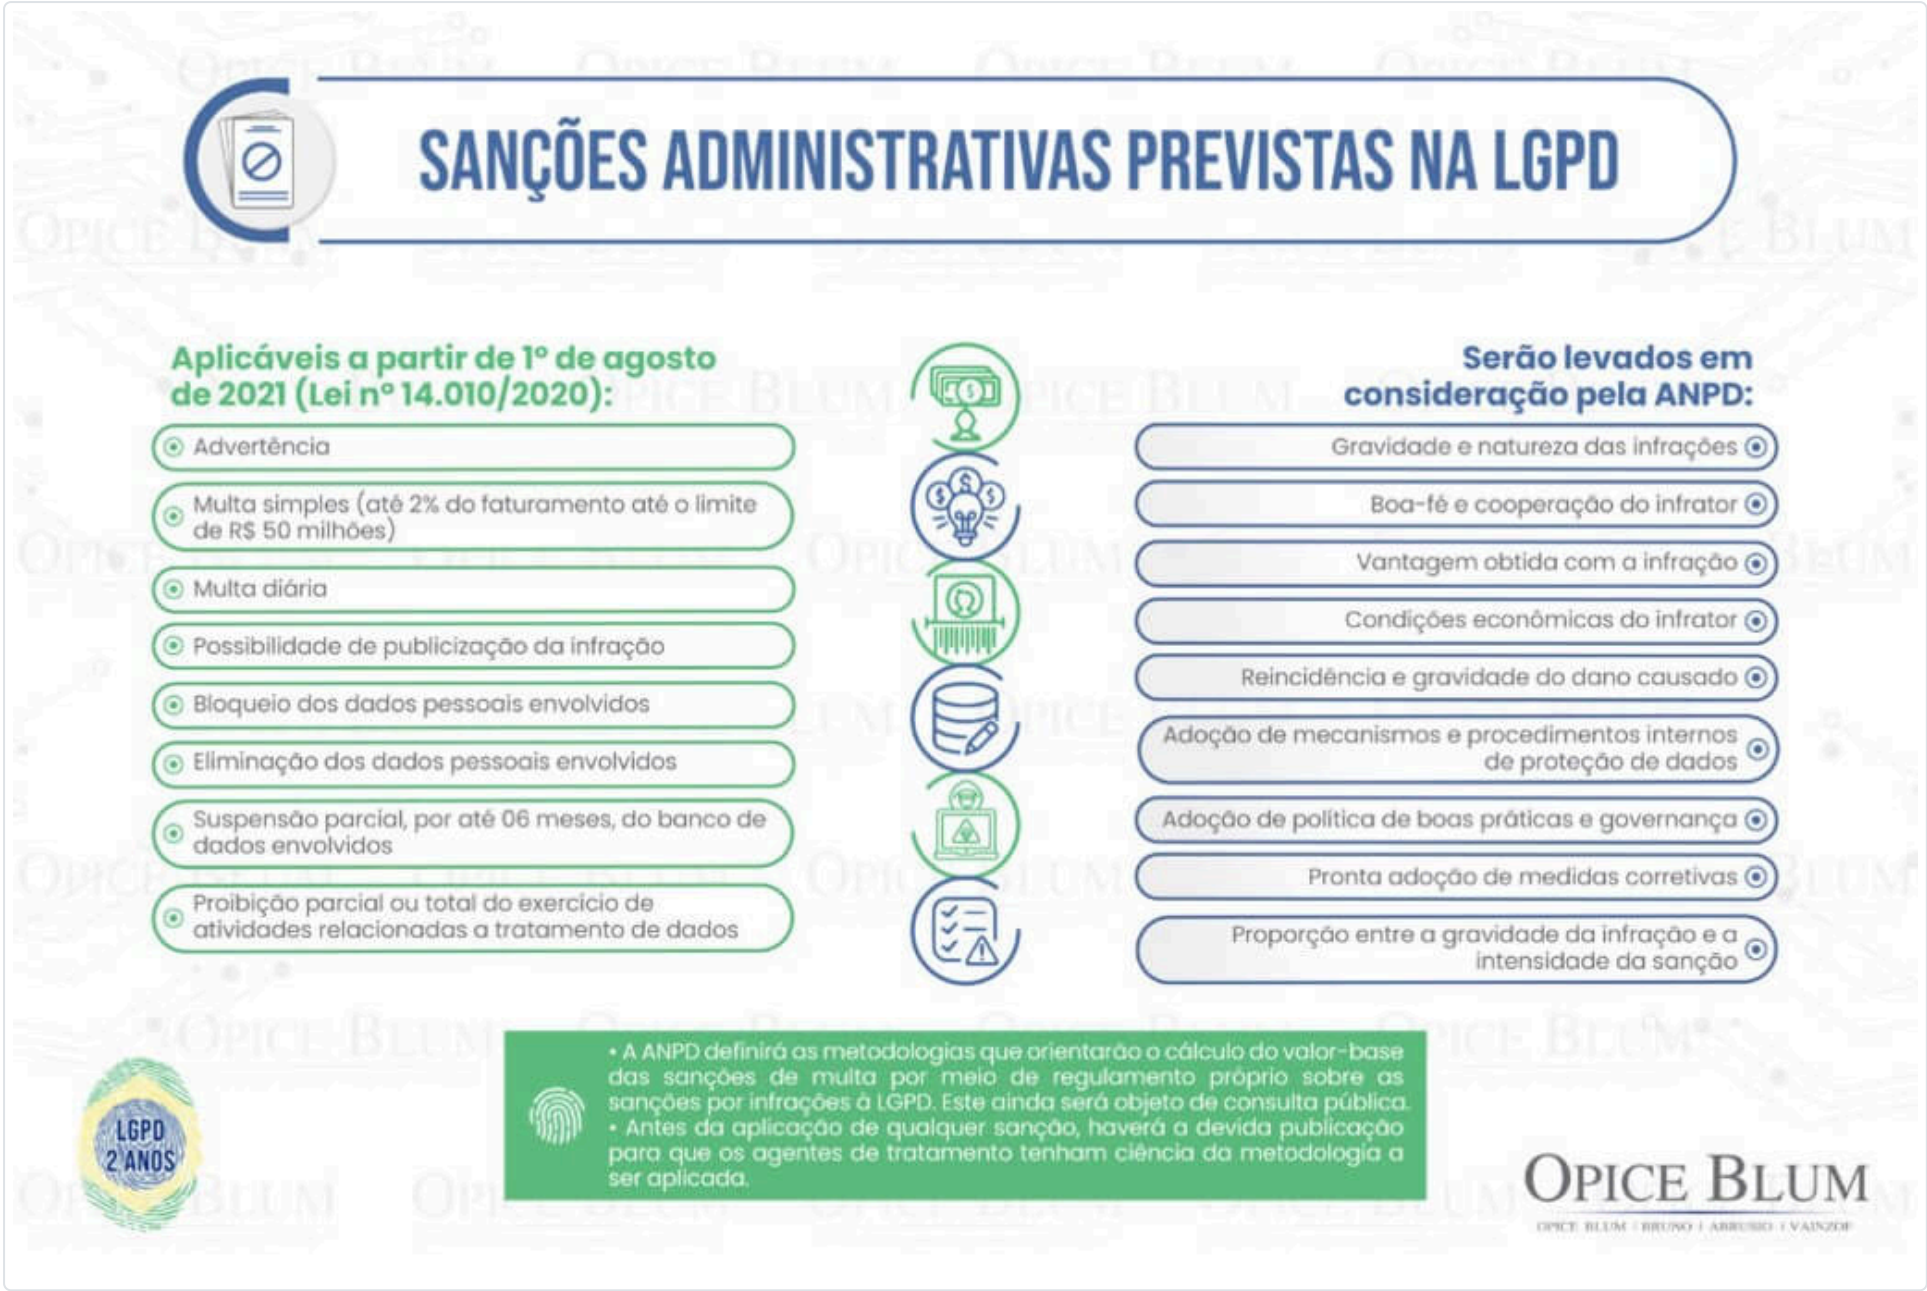 SANÇÕES ADMINISTRATIVAS PREVISTAS NA LGPD
Aplicáveis a partir de 1º de agosto
de 2021 (Lei nº 14.010/2020):
Advertência
Multa simples (até 2% do faturamento até o limite
de R$ 50 milhões)
Multa diária
Possibilidade de publicização da infração
Bloqueio dos dados pessoais envolvidos
Eliminação dos dados pessoais envolvidos
Suspensão parcial, por até 06 meses, do banco de
dados envolvidos
Proibição parcial ou total do exercício de
atividades relacionadas a tratamento de dados
Serão levados em
consideração pela ANPD:
Gravidade e natureza das infrações
Boa-fé e cooperação do infrator
Vantagem obtida com a infração
Condições econômicas do infrator
Reincidência e gravidade do dano causado
Adoção de mecanismos e procedimentos internos
de proteção de dados
Adoção de política de boas práticas e governança
Pronta adoção de medidas corretivas
Proporção entre a gravidade da infração e a
intensidade da sanção
• A ANPD definirá as metodologias que orientarão o cálculo do valor-base
das sanções de multa por meio de regulamento próprio sobre as
sanções por infrações à LGPD. Este ainda será objeto de consulta pública.
• Antes da aplicação de qualquer sanção, haverá a devida publicação
para que os agentes de tratamento tenham ciência da metodologia a
ser aplicada.
LGPD
2 ANOS
OPICE BLUM
OPICE BLUM | BRUNO | ABRUSIO | VAINZOF